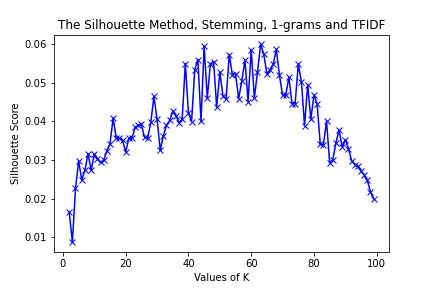 The Silhouette Method, Stemming, 1-grams and TFIDF
0.06
0.05
0.04
0.03
0.02
0.01
Silhouette Score
0 20 40 60 80 100
Values of K